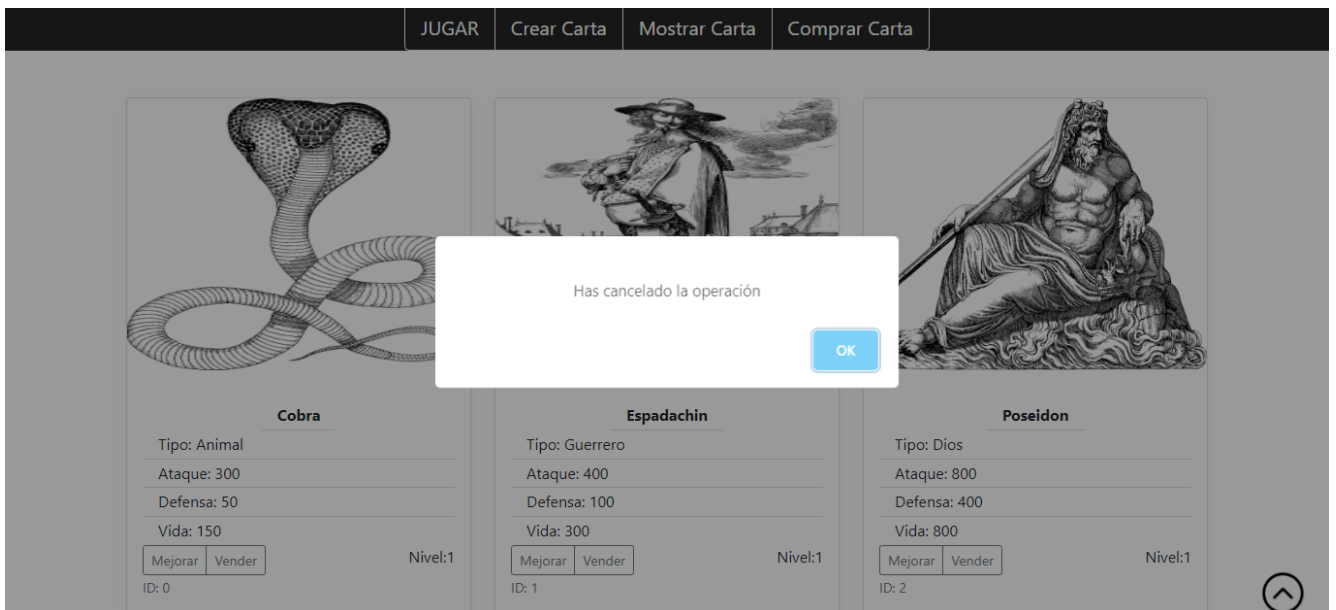 JUGAR Crear Carta Mostrar Carta Comprar Carta
Has cancelado la operación
OK
Cobra
Tipo: Animal
Ataque: 300
Defensa: 50
Vida: 150
Mejorar Vender Nivel:1
ID: 0
Espadachin
Tipo: Guerrero
Ataque: 400
Defensa: 100
Vida: 300
Mejorar Vender Nivel:1
ID: 1
Poseidon
Tipo: Dios
Ataque: 800
Defensa: 400
Vida: 800
Mejorar Vender Nivel:1
ID: 2